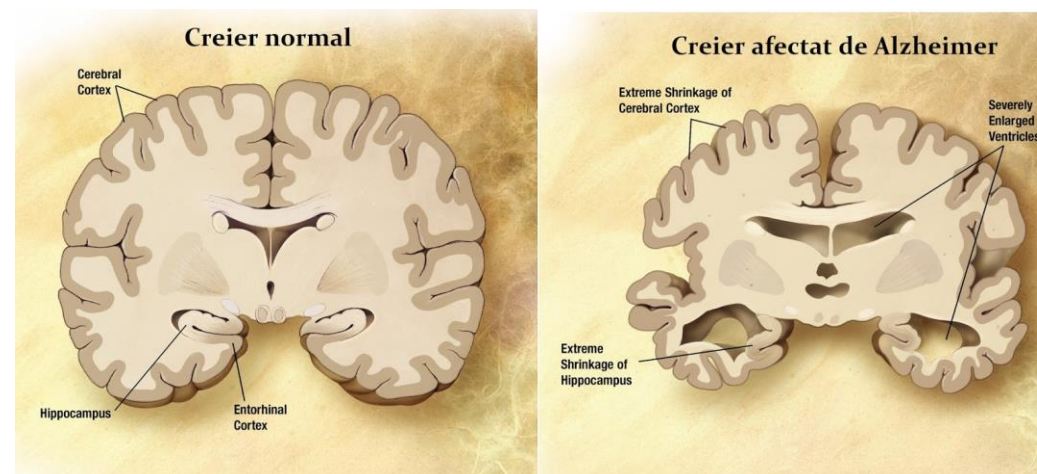 Creier normal
Cerebral
Cortex
Hippocampus
Entorhinal
Cortex
Creier afectat de Alzheimer
Extreme Shrinkage of
Cerebral Cortex
Severely
Enlarged
Ventricles
Extreme
Shrinkage of
Hippocampus